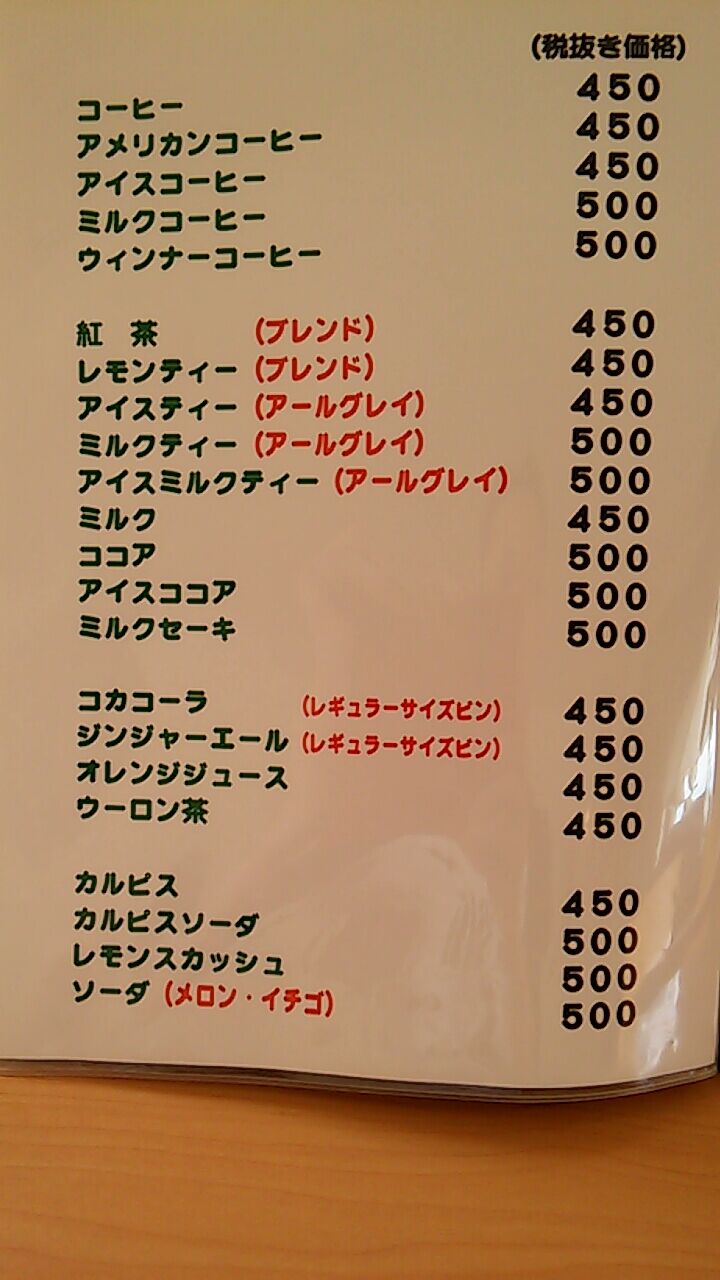 (税抜き価格)
コーヒー 450
アメリカンコーヒー 450
アイスコーヒー 450
ミルクコーヒー 500
ウィンナーコーヒー 500
紅 茶 (ブレンド) 450
レモンティー (ブレンド) 450
アイスティー (アールグレイ) 450
ミルクティー (アールグレイ) 500
アイスミルクティー (アールグレイ) 500
ミルク 450
ココア 500
アイスココア 500
ミルクセーキ 500
コカコーラ (レギュラーサイズビン) 450
ジンジャーエール (レギュラーサイズビン) 450
オレンジジュース 450
ウーロン茶 450
カルピス 450
カルピスソーダ 500
レモンスカッシュ 500
ソーダ (メロン・イチゴ) 500